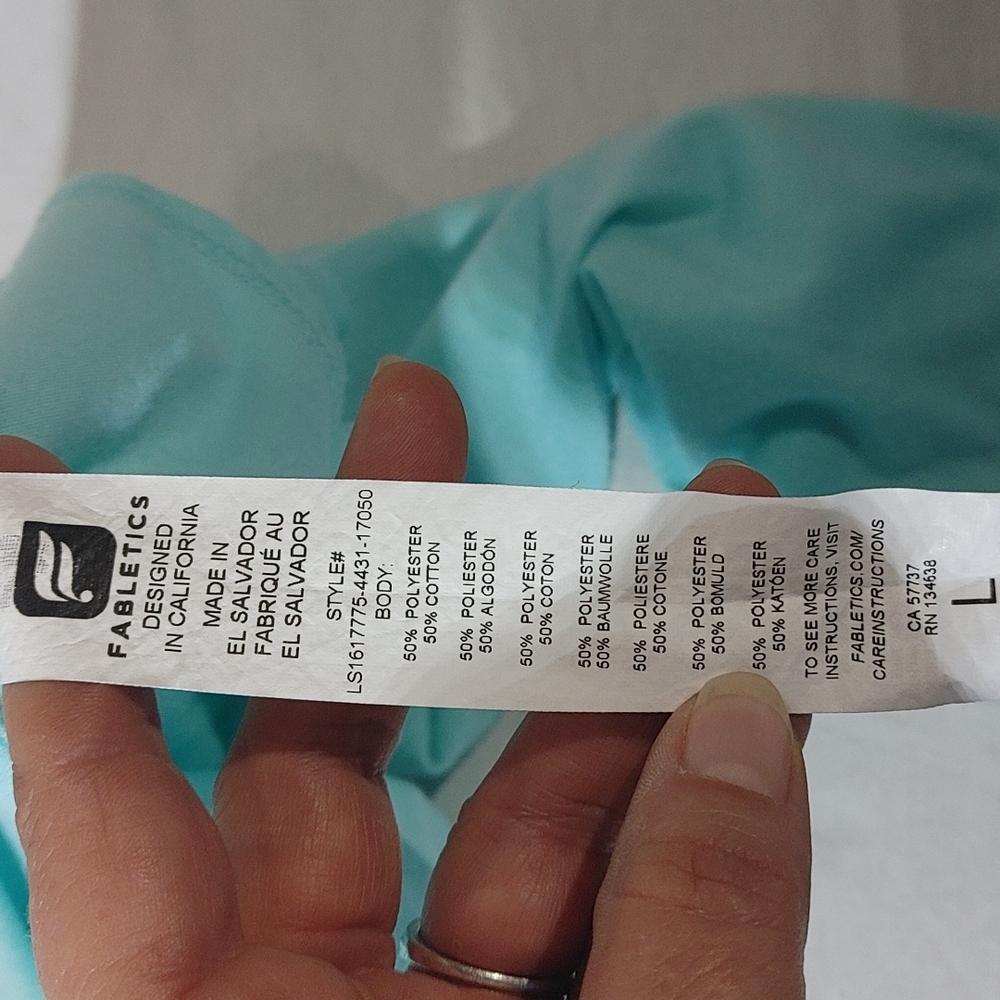 FABLETICS
DESIGNED
IN CALIFORNIA
MADE IN
EL SALVADOR
FABRIQUÉ AU
EL SALVADOR
STYLE#
LS1617775-4431-17050
BODY:
50% POLYESTER
50% COTTON
50% POLIESTER
50% ALGODÓN
50% POLYESTER
50% COTON
50% POLYESTER
50% BAUMWOLLE
50% POLIESTERE
50% COTONE
50% POLYESTER
50% BOMULD
50% POLYESTER
50% KATOEN
TO SEE MORE CARE
INSTRUCTIONS, VISIT
FABLETICS.COM/
CAREINSTRUCTIONS
CA 57737
RN 134638
L